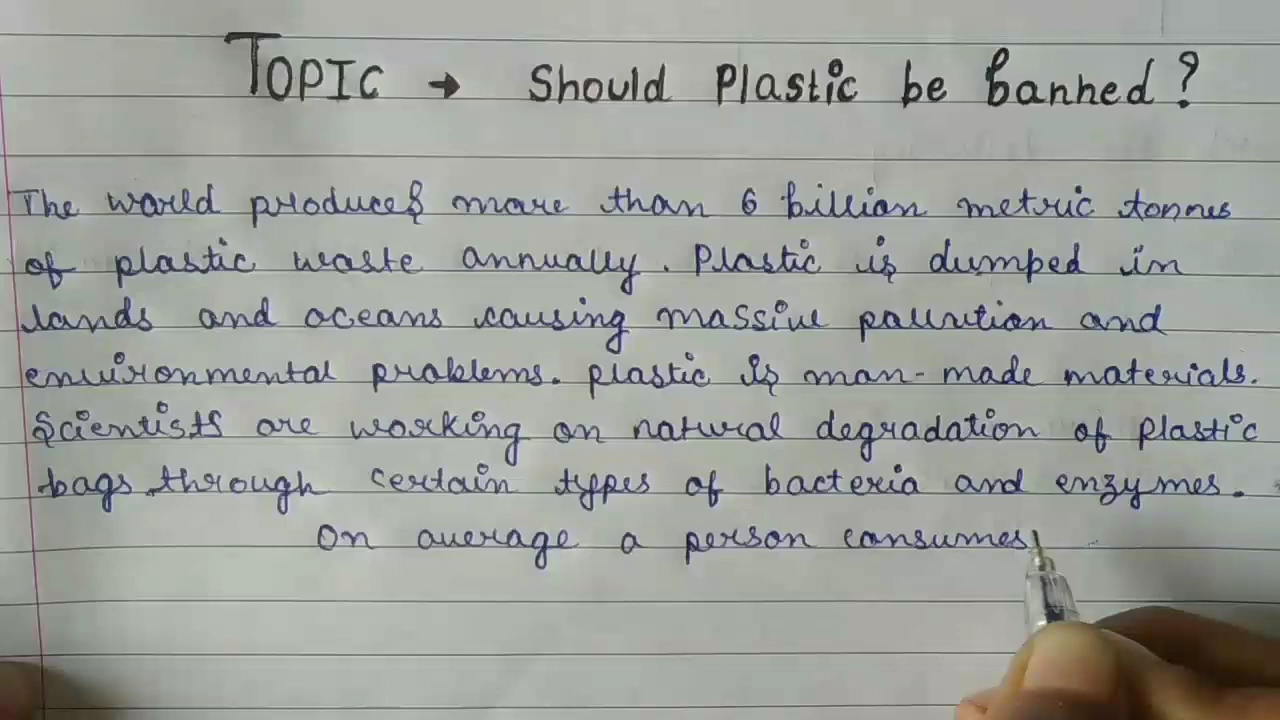 TOPIC → Should Plastic be banned?
The world produces more than 6 billion metric tonnes
of plastic waste annually. Plastic is dumped in
lands and oceans causing massive pollution and
environmental problems. plastic is man-made materials.
Scientists are working on natural degradation of plastic
bags through certain types of bacteria and enzymes.
On average a person consumes